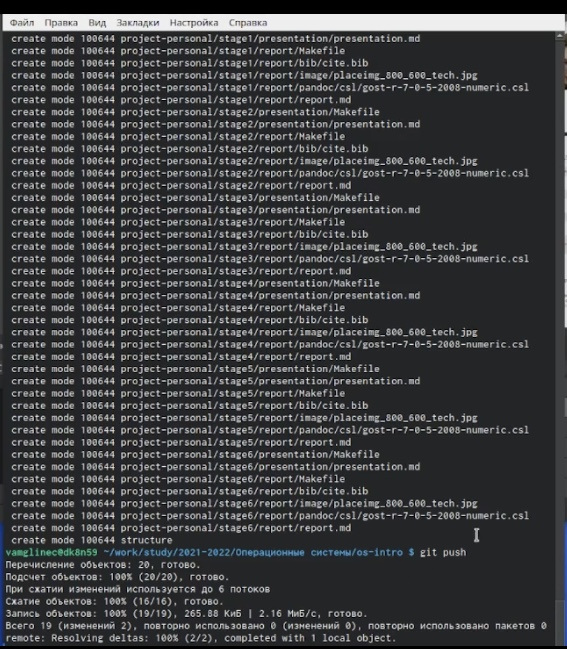 Файл Правка Вид Закладки Настройка Справка
create mode 100644 project-personal/stage1/presentation/presentation.md
create mode 100644 project-personal/stage1/report/Makefile
create mode 100644 project-personal/stage1/report/bib/cite.bib
create mode 100644 project-personal/stage1/report/image/placeimg_800_600_tech.jpg
create mode 100644 project-personal/stage1/report/pandoc/csl/gost-r-7-0-5-2008-numeric.csl
create mode 100644 project-personal/stage1/report/report.md
create mode 100644 project-personal/stage2/presentation/Makefile
create mode 100644 project-personal/stage2/presentation/presentation.md
create mode 100644 project-personal/stage2/report/Makefile
create mode 100644 project-personal/stage2/report/bib/cite.bib
create mode 100644 project-personal/stage2/report/image/placeimg_800_600_tech.jpg
create mode 100644 project-personal/stage2/report/pandoc/csl/gost-r-7-0-5-2008-numeric.csl
create mode 100644 project-personal/stage2/report/report.md
create mode 100644 project-personal/stage3/presentation/Makefile
create mode 100644 project-personal/stage3/presentation/presentation.md
create mode 100644 project-personal/stage3/report/Makefile
create mode 100644 project-personal/stage3/report/bib/cite.bib
create mode 100644 project-personal/stage3/report/image/placeimg_800_600_tech.jpg
create mode 100644 project-personal/stage3/report/pandoc/csl/gost-r-7-0-5-2008-numeric.csl
create mode 100644 project-personal/stage3/report/report.md
create mode 100644 project-personal/stage4/presentation/Makefile
create mode 100644 project-personal/stage4/presentation/presentation.md
create mode 100644 project-personal/stage4/report/Makefile
create mode 100644 project-personal/stage4/report/bib/cite.bib
create mode 100644 project-personal/stage4/report/image/placeimg_800_600_tech.jpg
create mode 100644 project-personal/stage4/report/pandoc/csl/gost-r-7-0-5-2008-numeric.csl
create mode 100644 project-personal/stage4/report/report.md
create mode 100644 project-personal/stage5/presentation/Makefile
create mode 100644 project-personal/stage5/presentation/presentation.md
create mode 100644 project-personal/stage5/report/Makefile
create mode 100644 project-personal/stage5/report/bib/cite.bib
create mode 100644 project-personal/stage5/report/image/placeimg_800_600_tech.jpg
create mode 100644 project-personal/stage5/report/pandoc/csl/gost-r-7-0-5-2008-numeric.csl
create mode 100644 project-personal/stage5/report/report.md
create mode 100644 project-personal/stage6/presentation/Makefile
create mode 100644 project-personal/stage6/presentation/presentation.md
create mode 100644 project-personal/stage6/report/Makefile
create mode 100644 project-personal/stage6/report/bib/cite.bib
create mode 100644 project-personal/stage6/report/image/placeimg_800_600_tech.jpg
create mode 100644 project-personal/stage6/report/pandoc/csl/gost-r-7-0-5-2008-numeric.csl
create mode 100644 project-personal/stage6/report/report.md
create mode 100644 structure
vamglinec@dk8n59 ~/work/study/2021-2022/Операционные системы/os-intro $ git push
Перечисление объектов: 20, готово.
Подсчет объектов: 100% (20/20), готово.
При сжатии изменений используется до 6 потоков
Сжатие объектов: 100% (16/16), готово.
Запись объектов: 100% (19/19), 265.88 КиБ | 2.16 МиБ/с, готово.
Всего 19 (изменений 2), повторно использовано 0 (изменений 0), повторно использовано пакетов 0
remote: Resolving deltas: 100% (2/2), completed with 1 local object.